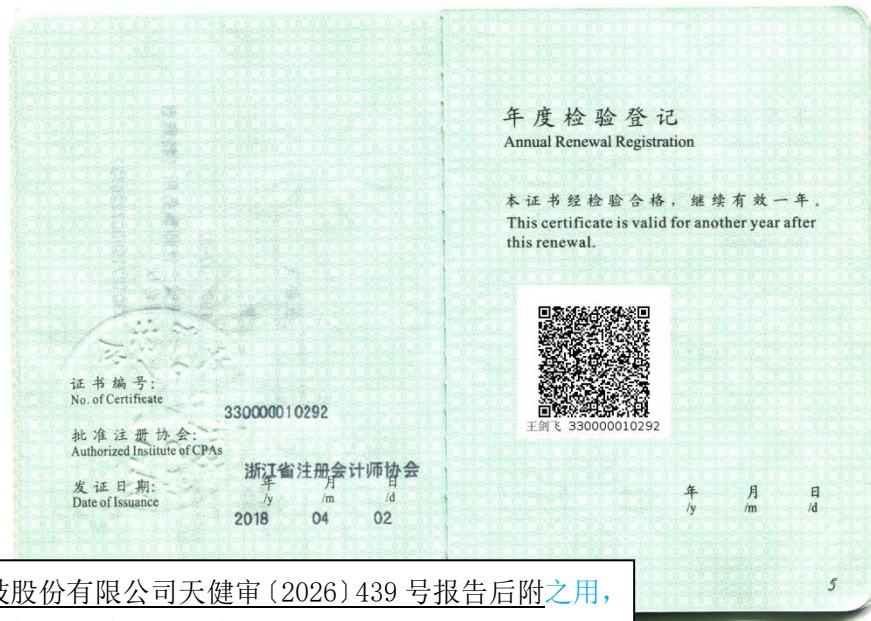 证书编号:
No. of Certificate
330000010292
批准注册协会:
Authorized Institute of CPAs
浙江省注册会计师协会
发证日期:
Date of Issuance
年 月 日
/y /m /d
2018 04 02
年度检验登记
Annual Renewal Registration
本证书经检验合格，继续有效一年。
This certificate is valid for another year after
this renewal.
王剑飞 330000010292
年 月 日
/y /m /d
5
股份有限公司天健审〔2026〕439 号报告后附之用，